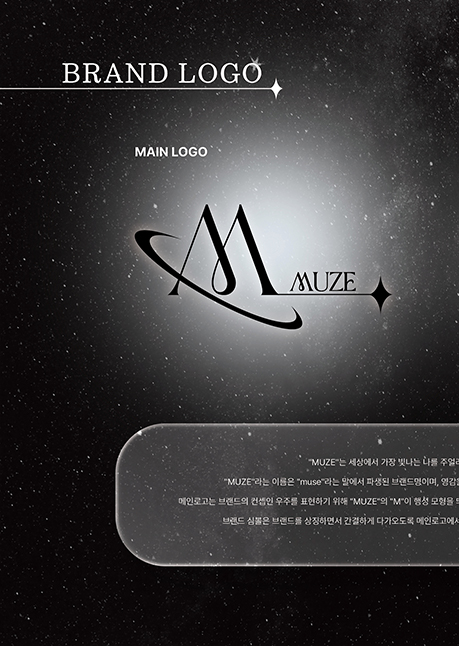 BRAND LOGO
MAIN LOGO
M MUZE
"MUZE"는 세상에서 가장 빛나는 나를 주얼
"MUZE"라는 이름은 "muse"라는 말에서 파생된 브랜드명이며, 영감
메인로고는 브랜드의 컨셉인 우주를 표현하기 위해 "MUZE"의 "M"이 행성 모형을
브랜드 심볼은 브랜드를 상징하면서 간결하게 다가오도록 메인로고에서